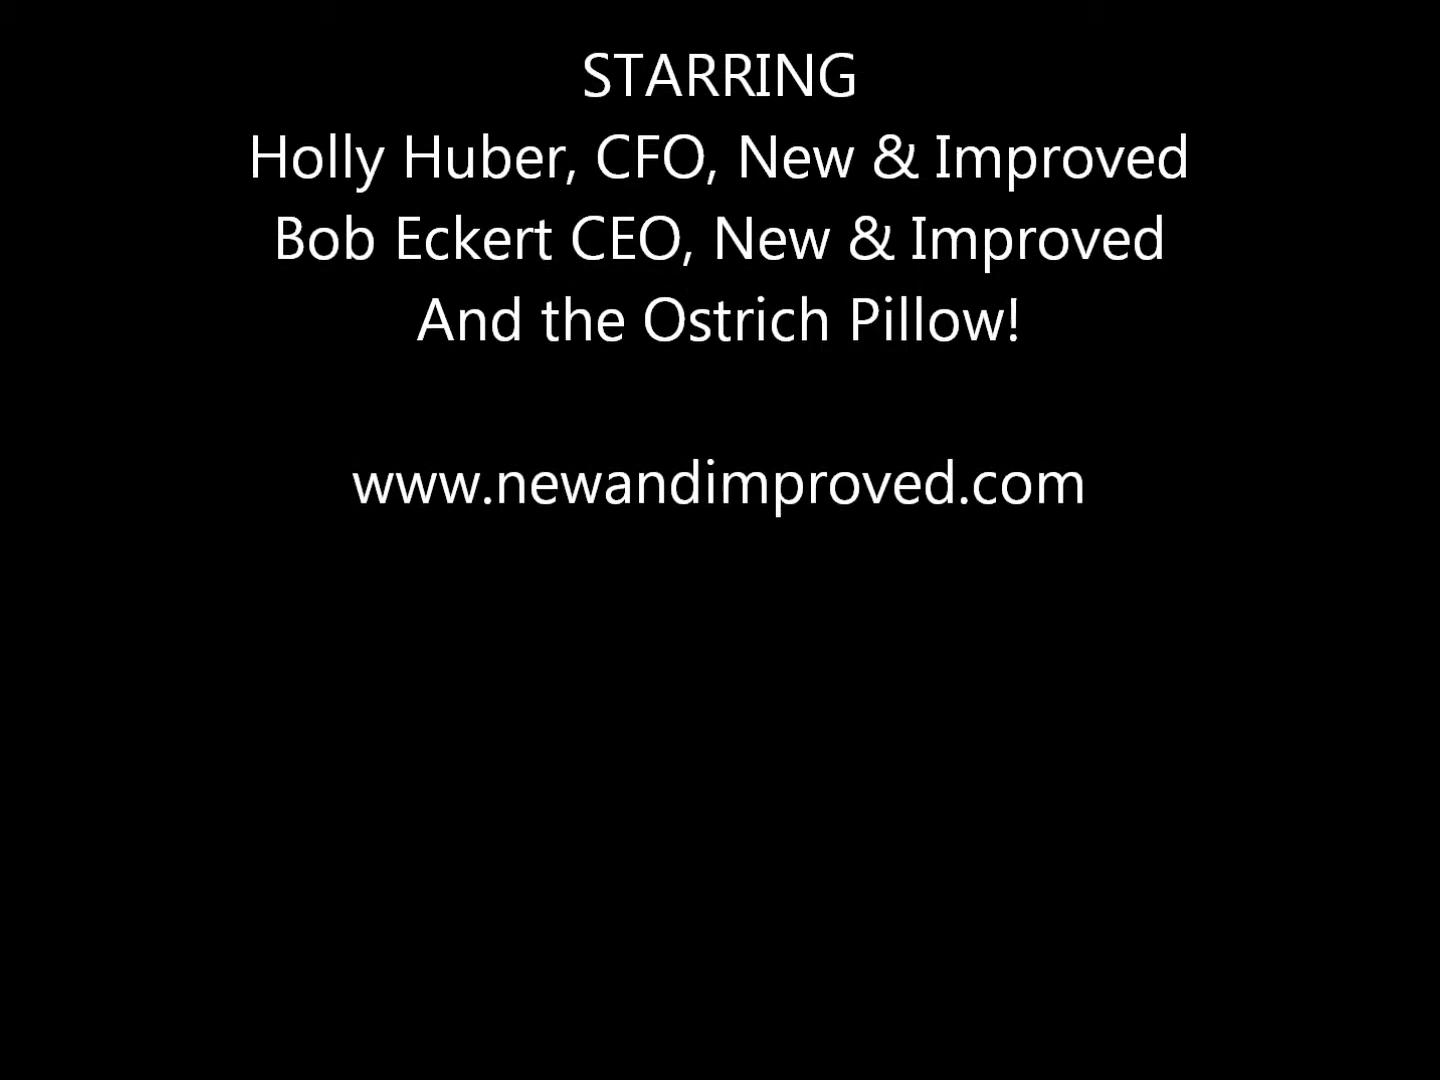 STARRING
Holly Huber, CFO, New & Improved
Bob Eckert CEO, New & Improved
And the Ostrich Pillow!
www.newandimproved.com